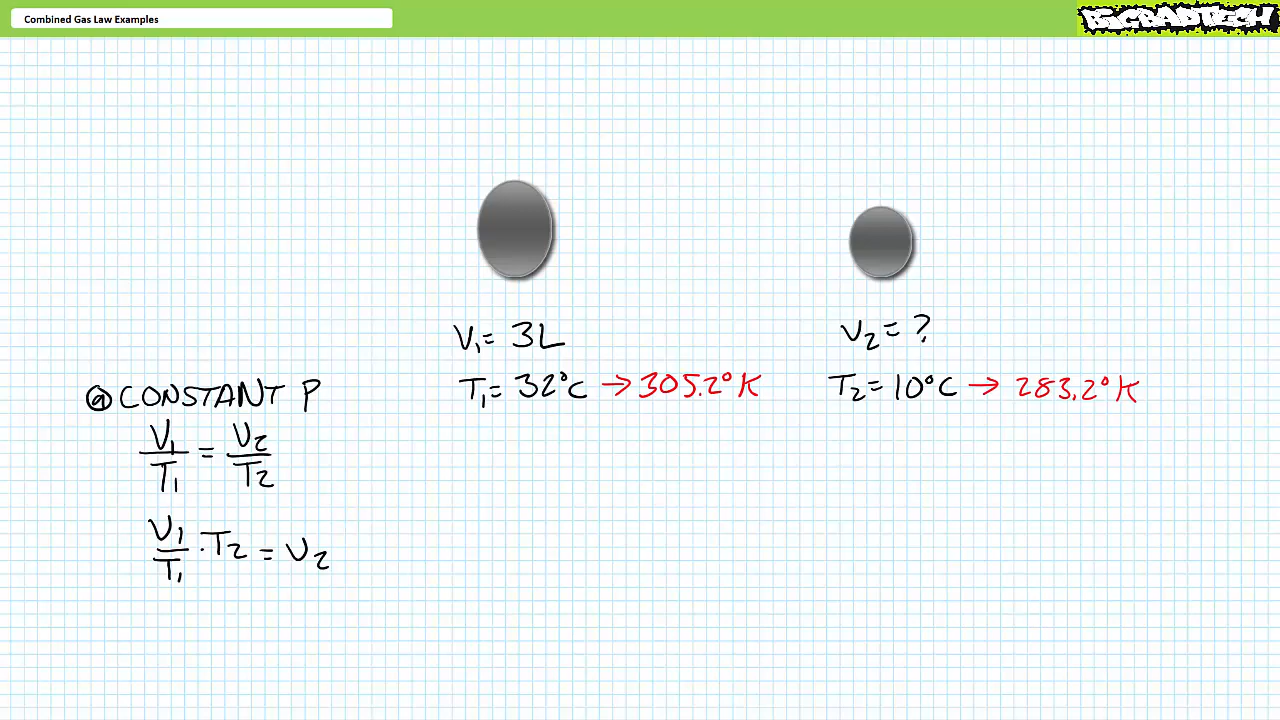 Combined Gas Law Examples
BIGBADTECH
V₁= 3L
V₂= ?
T₁= 32°C → 305.2°K
T₂= 10°C → 283.2°K
@ CONSTANT P
V₁/T₁ = V₂/T₂
V₁/T₁ · T₂ = V₂